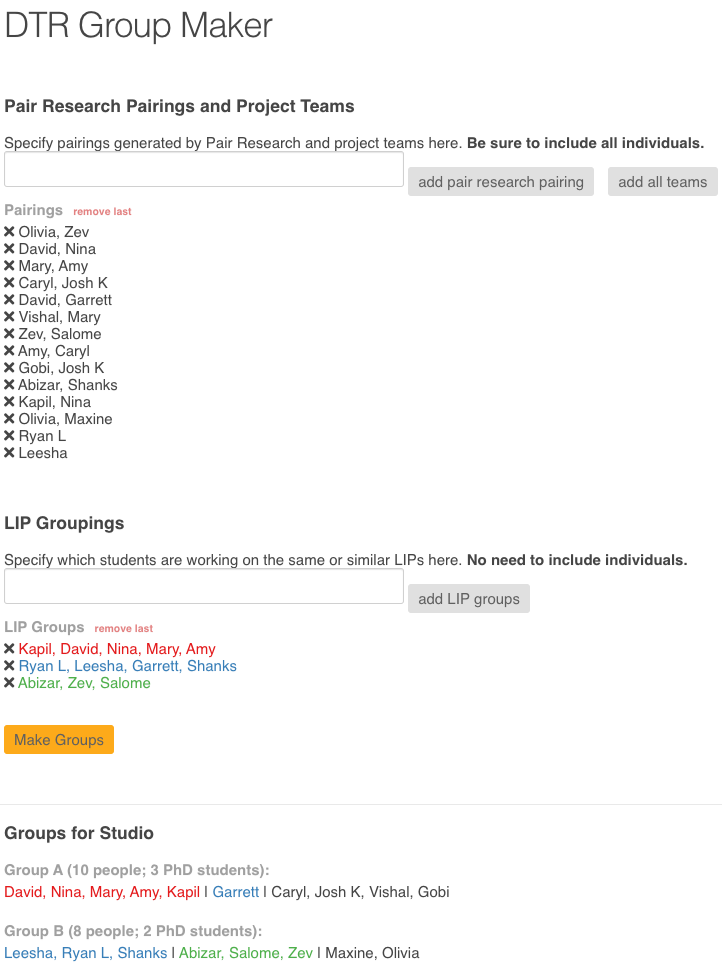 DTR Group Maker
Pair Research Pairings and Project Teams
Specify pairings generated by Pair Research and project teams here. Be sure to include all individuals.
add pair research pairing add all teams
Pairings remove last
✖ Olivia, Zev
✖ David, Nina
✖ Mary, Amy
✖ Caryl, Josh K
✖ David, Garrett
✖ Vishal, Mary
✖ Zev, Salome
✖ Amy, Caryl
✖ Gobi, Josh K
✖ Abizar, Shanks
✖ Kapil, Nina
✖ Olivia, Maxine
✖ Ryan L
✖ Leesha
LIP Groupings
Specify which students are working on the same or similar LIPs here. No need to include individuals.
add LIP groups
LIP Groups remove last
✖ Kapil, David, Nina, Mary, Amy
✖ Ryan L, Leesha, Garrett, Shanks
✖ Abizar, Zev, Salome
Make Groups
Groups for Studio
Group A (10 people; 3 PhD students):
David, Nina, Mary, Amy, Kapil | Garrett | Caryl, Josh K, Vishal, Gobi
Group B (8 people; 2 PhD students):
Leesha, Ryan L, Shanks | Abizar, Salome, Zev | Maxine, Olivia